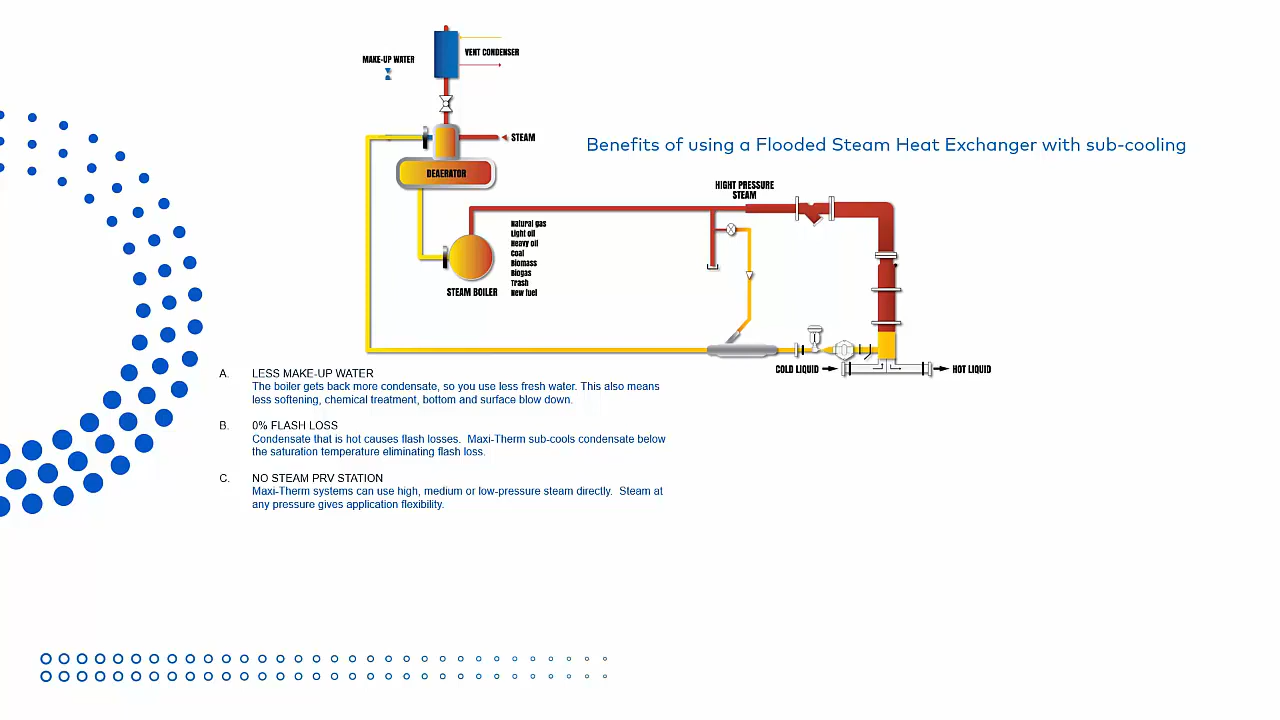 MAKE-UP WATER
VENT CONDENSER
STEAM
Benefits of using a Flooded Steam Heat Exchanger with sub-cooling
DEAERATOR
HIGHT PRESSURE
STEAM
Natural gas
Light oil
Heavy oil
Coal
Biomass
Biogas
Trash
New fuel
STEAM BOILER
COLD LIQUID
HOT LIQUID
A. LESS MAKE-UP WATER
The boiler gets back more condensate, so you use less fresh water. This also means
less softening, chemical treatment, bottom and surface blow down.
B. 0% FLASH LOSS
Condensate that is hot causes flash losses. Maxi-Therm sub-cools condensate below
the saturation temperature eliminating flash loss.
C. NO STEAM PRV STATION
Maxi-Therm systems can use high, medium or low-pressure steam directly. Steam at
any pressure gives application flexibility.